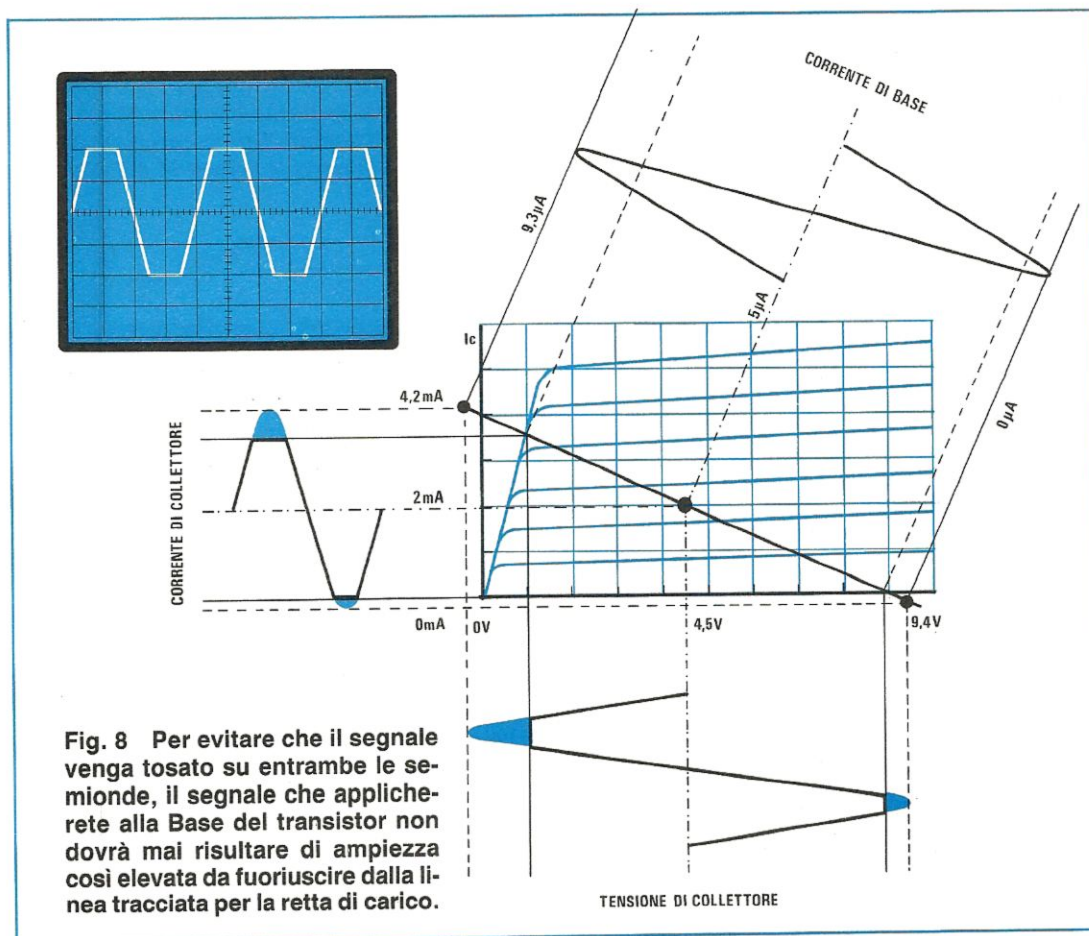 CORRENTE DI BASE
9,3µA
5µA
0µA
Ic
4,2mA
2mA
0mA
CORRENTE DI COLLETTORE
0V
4,5V
9,4V
Fig. 8 Per evitare che il segnale
venga tosato su entrambe le se-
mionde, il segnale che appliche-
rete alla Base del transistor non
dovrà mai risultare di ampiezza
così elevata da fuoriuscire dalla li-
nea tracciata per la retta di carico.
TENSIONE DI COLLETTORE